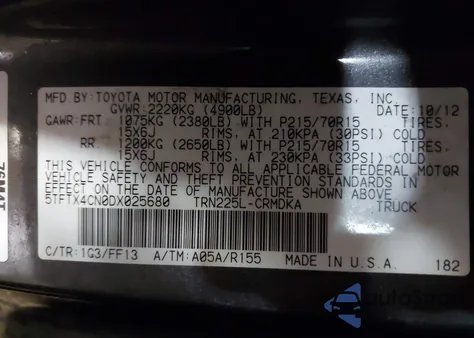 MFD.BY:TOYOTA MOTOR MANUFACTURING, TEXAS, INC.
GVWR:2220KG (4900LB) DATE:10/12
GAWR:FRT. 1075KG (2380LB) WITH P215/70R15 TIRES,
15X6J RIMS, AT 210KPA (30PSI) COLD
RR. 1200KG (2650LB) WITH P215/70R15 TIRES,
15X6J RIMS, AT 230KPA (33PSI) COLD
THIS VEHICLE CONFORMS TO ALL APPLICABLE FEDERAL MOTOR
VEHICLE SAFETY AND THEFT PREVENTION STANDARDS IN
EFFECT ON THE DATE OF MANUFACTURE SHOWN ABOVE.
5TFTX4CN0DX025680 TRN225L-CRMDKA
TRUCK
C/TR:1G3/FF13 A/TM:A05A/R155 MADE IN U.S.A. 182